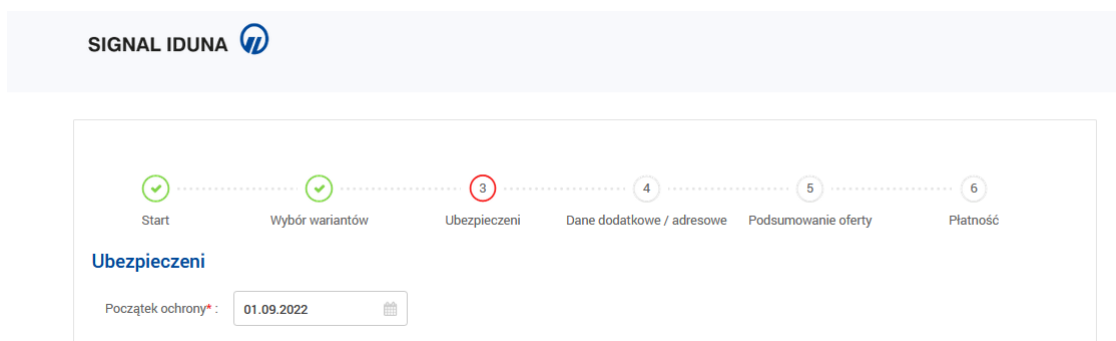 SIGNAL IDUNA
3 4 5 6
Start Wybór wariantów Ubezpieczeni Dane dodatkowe / adresowe Podsumowanie oferty Płatność
Ubezpieczeni
Początek ochrony* : 01.09.2022